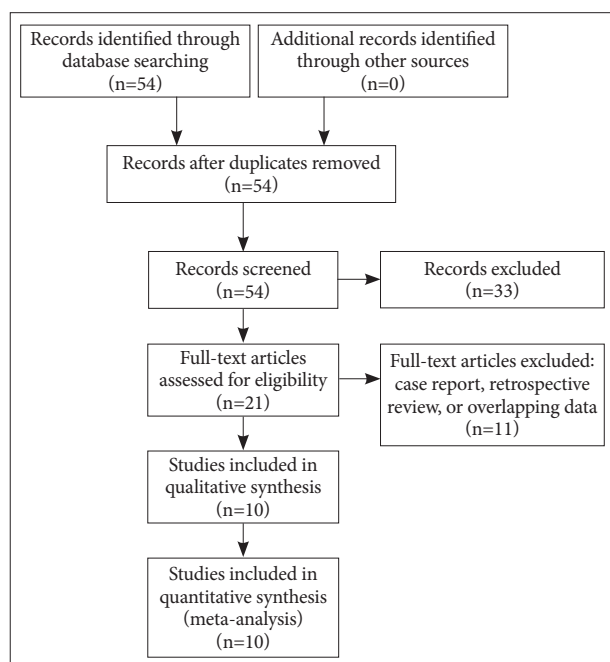 Records identified through
database searching
(n=54)
Additional records identified
through other sources
(n=0)
Records after duplicates removed
(n=54)
Records screened
(n=54)
Records excluded
(n=33)
Full-text articles
assessed for eligibility
(n=21)
Full-text articles excluded:
case report, retrospective
review, or overlapping data
(n=11)
Studies included in
qualitative synthesis
(n=10)
Studies included in
quantitative synthesis
(meta-analysis)
(n=10)